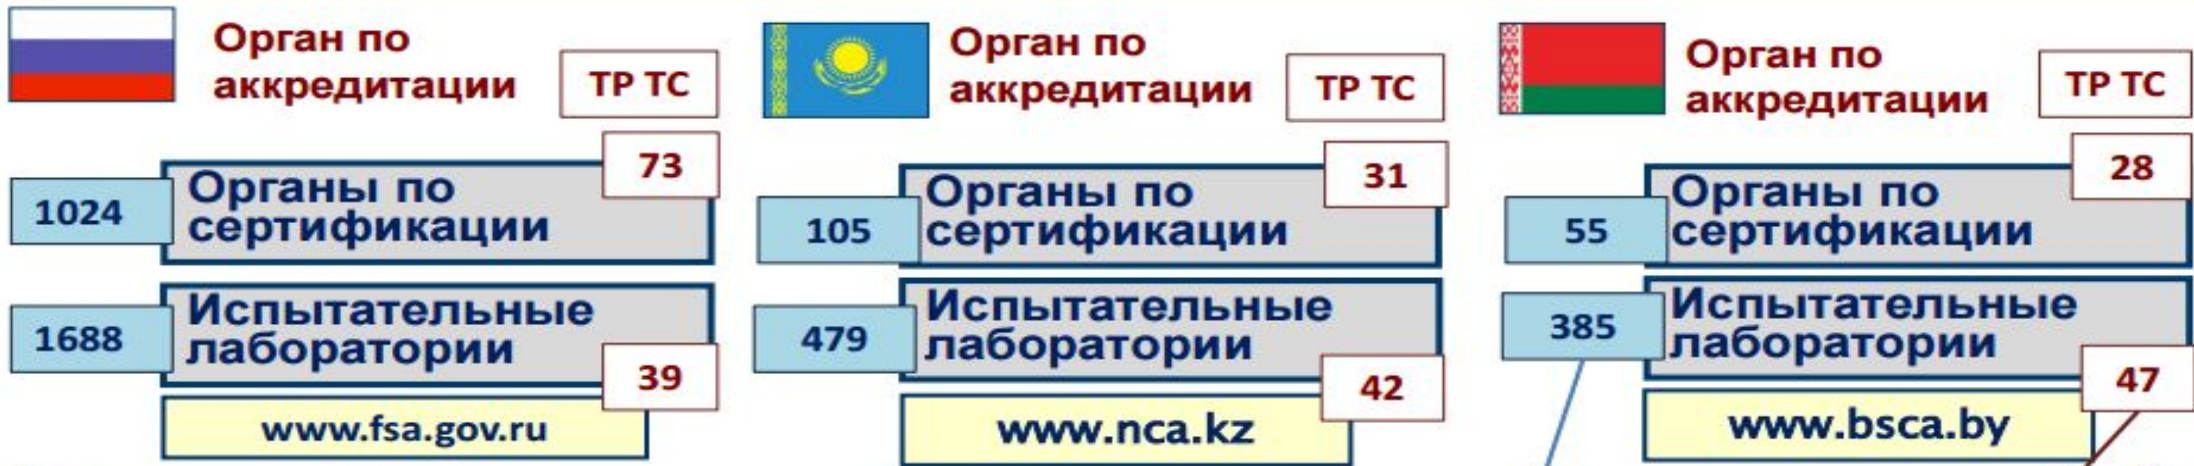 Орган по
аккредитации
ТР ТС
73
1024
Органы по
сертификации
1688
Испытательные
лаборатории
39
www.fsa.gov.ru
Орган по
аккредитации
ТР ТС
31
105
Органы по
сертификации
479
Испытательные
лаборатории
42
www.nca.kz
Орган по
аккредитации
ТР ТС
28
55
Органы по
сертификации
385
Испытательные
лаборатории
47
www.bsca.by